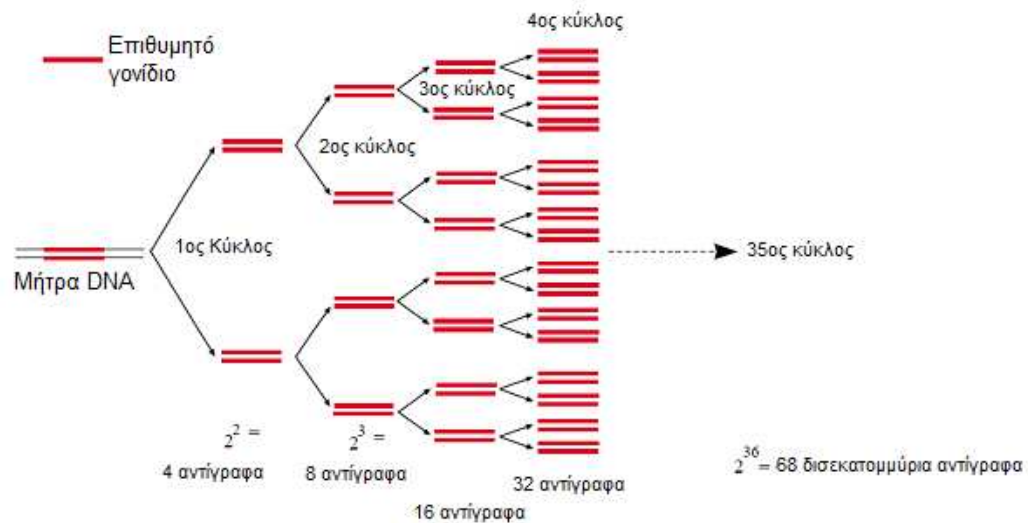 4ος κύκλος
Επιθυμητό
γονίδιο
3ος κύκλος
2ος κύκλος
1ος Κύκλος
35ος κύκλος
Μήτρα DNA
2^2 =
4 αντίγραφα
2^3 =
8 αντίγραφα
16 αντίγραφα
32 αντίγραφα
2^36 = 68 δισεκατομμύρια αντίγραφα